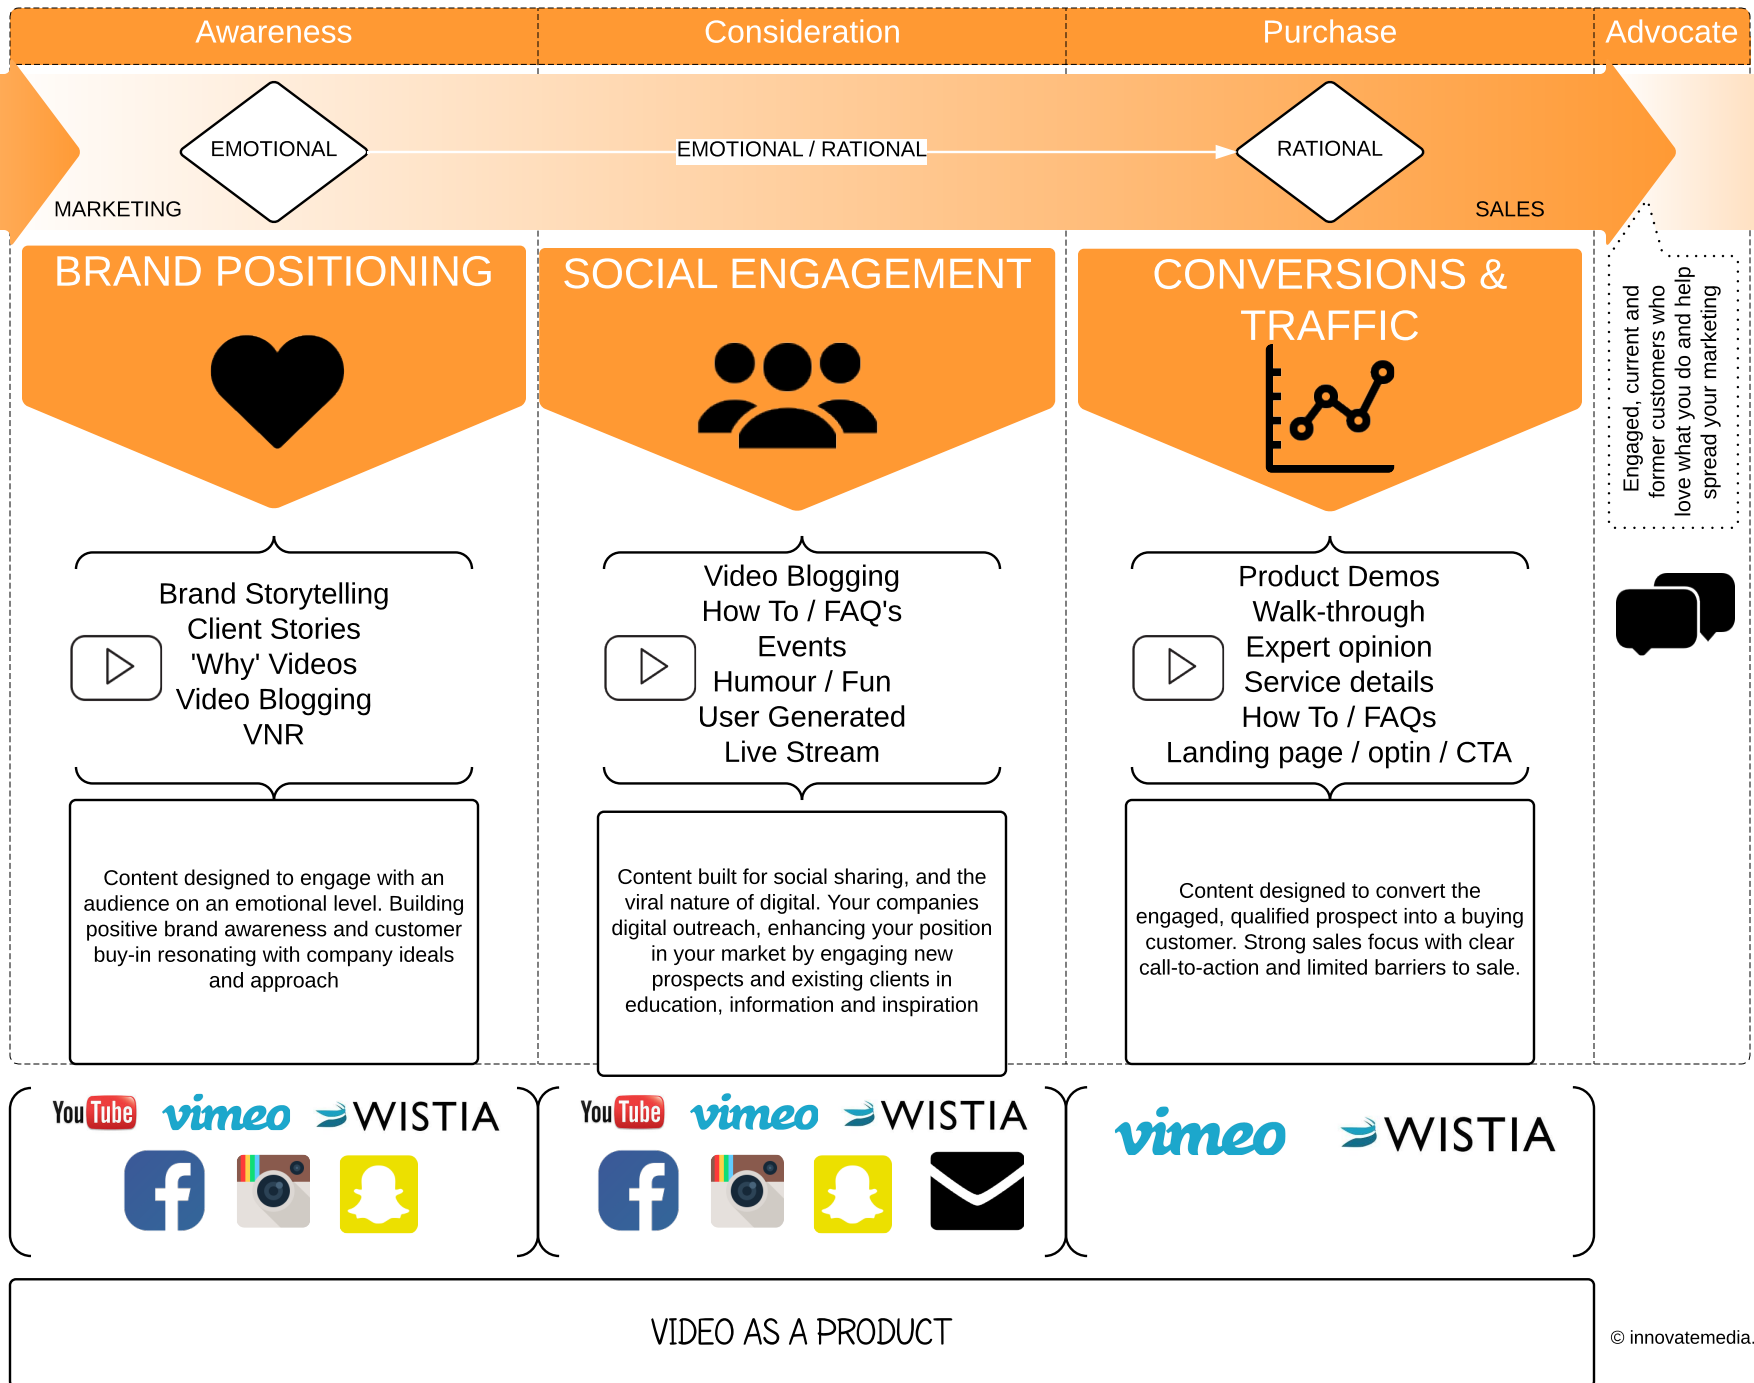 Awareness
Consideration
Purchase
Advocate
EMOTIONAL
EMOTIONAL / RATIONAL
RATIONAL
MARKETING
SALES
BRAND POSITIONING
SOCIAL ENGAGEMENT
CONVERSIONS &
TRAFFIC
Engaged, current and
former customers who
love what you do and help
spread your marketing
Brand Storytelling
Client Stories
'Why' Videos
Video Blogging
VNR
Video Blogging
How To / FAQ's
Events
Humour / Fun
User Generated
Live Stream
Product Demos
Walk-through
Expert opinion
Service details
How To / FAQs
Landing page / optin / CTA
Content designed to engage with an
audience on an emotional level. Building
positive brand awareness and customer
buy-in resonating with company ideals
and approach
Content built for social sharing, and the
viral nature of digital. Your companies
digital outreach, enhancing your position
in your market by engaging new
prospects and existing clients in
education, information and inspiration
Content designed to convert the
engaged, qualified prospect into a buying
customer. Strong sales focus with clear
call-to-action and limited barriers to sale.
YouTube vimeo WISTIA
YouTube vimeo WISTIA
vimeo WISTIA
VIDEO AS A PRODUCT
© innovatemedia.